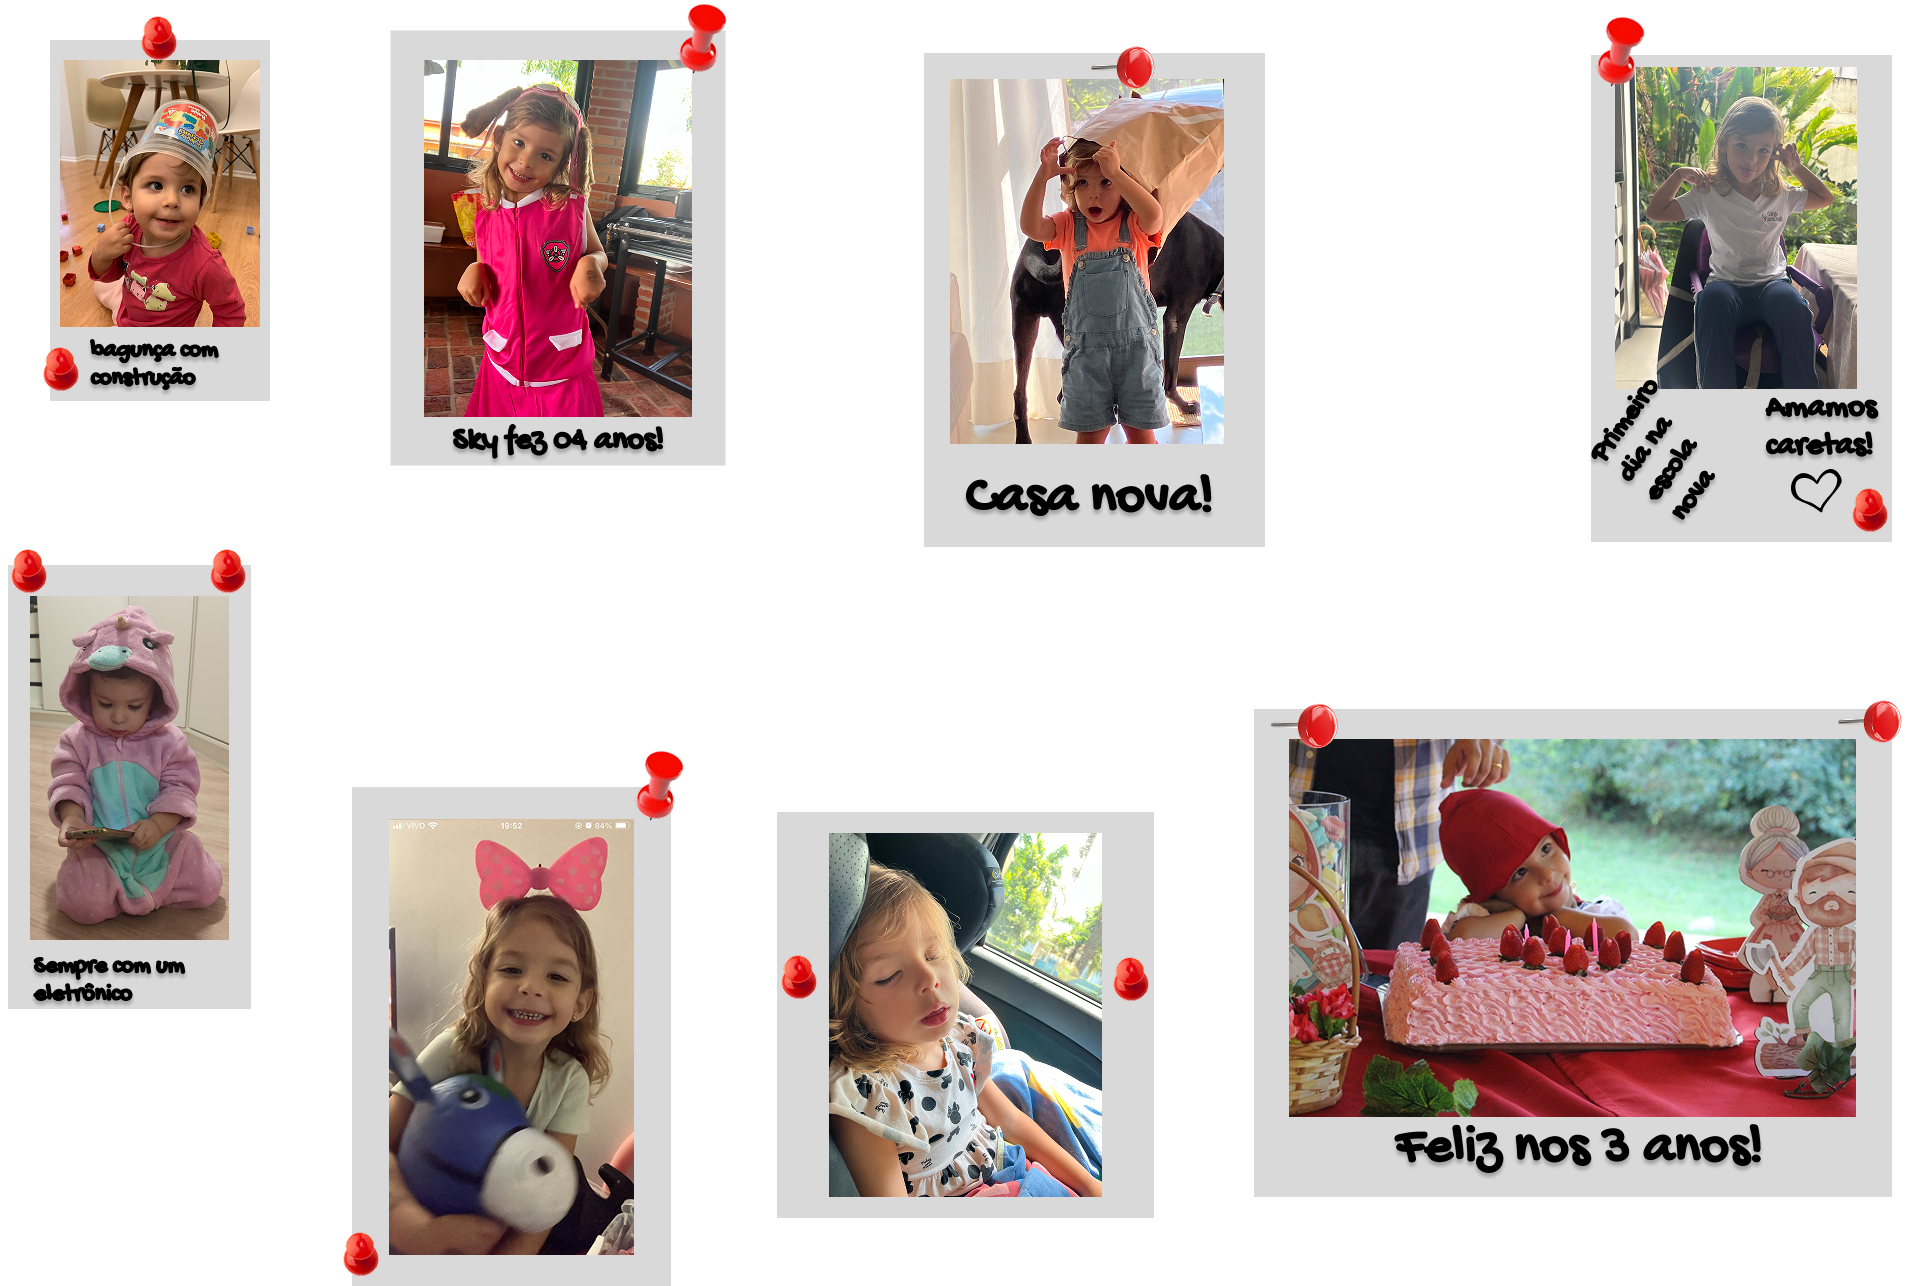 bagunça com
construção
Sky fez 04 anos!
Casa nova!
Primeiro
dia na
escola
nova
Amamos
caretas!
Sempre com um
eletrônico
VIVO
19:52
84%
Feliz nos 3 anos!